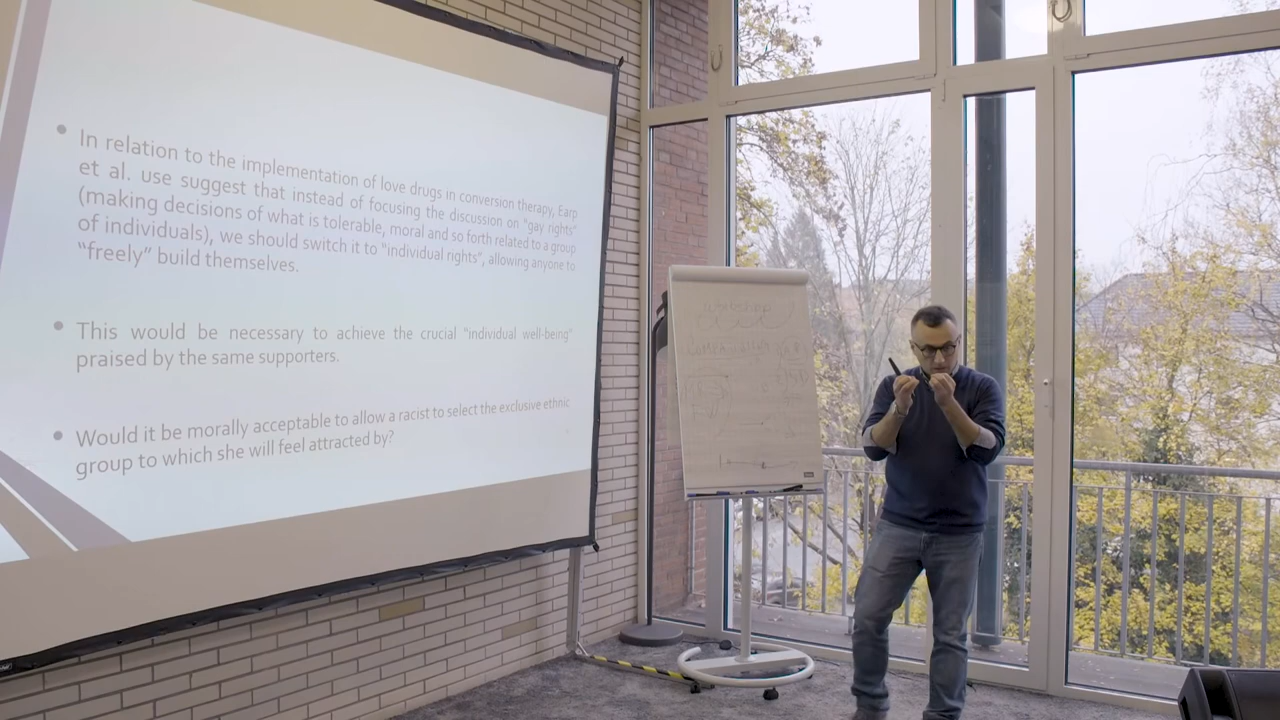 In relation to the implementation of love drugs in conversion therapy, Earp
et al. use suggest that instead of focusing the discussion on "gay rights"
(making decisions of what is tolerable, moral and so forth related to a group
of individuals), we should switch it to "individual rights", allowing anyone to
"freely" build themselves.
This would be necessary to achieve the crucial "individual well-being"
praised by the same supporters.
Would it be morally acceptable to allow a racist to select the exclusive ethnic
group to which she will feel attracted by?